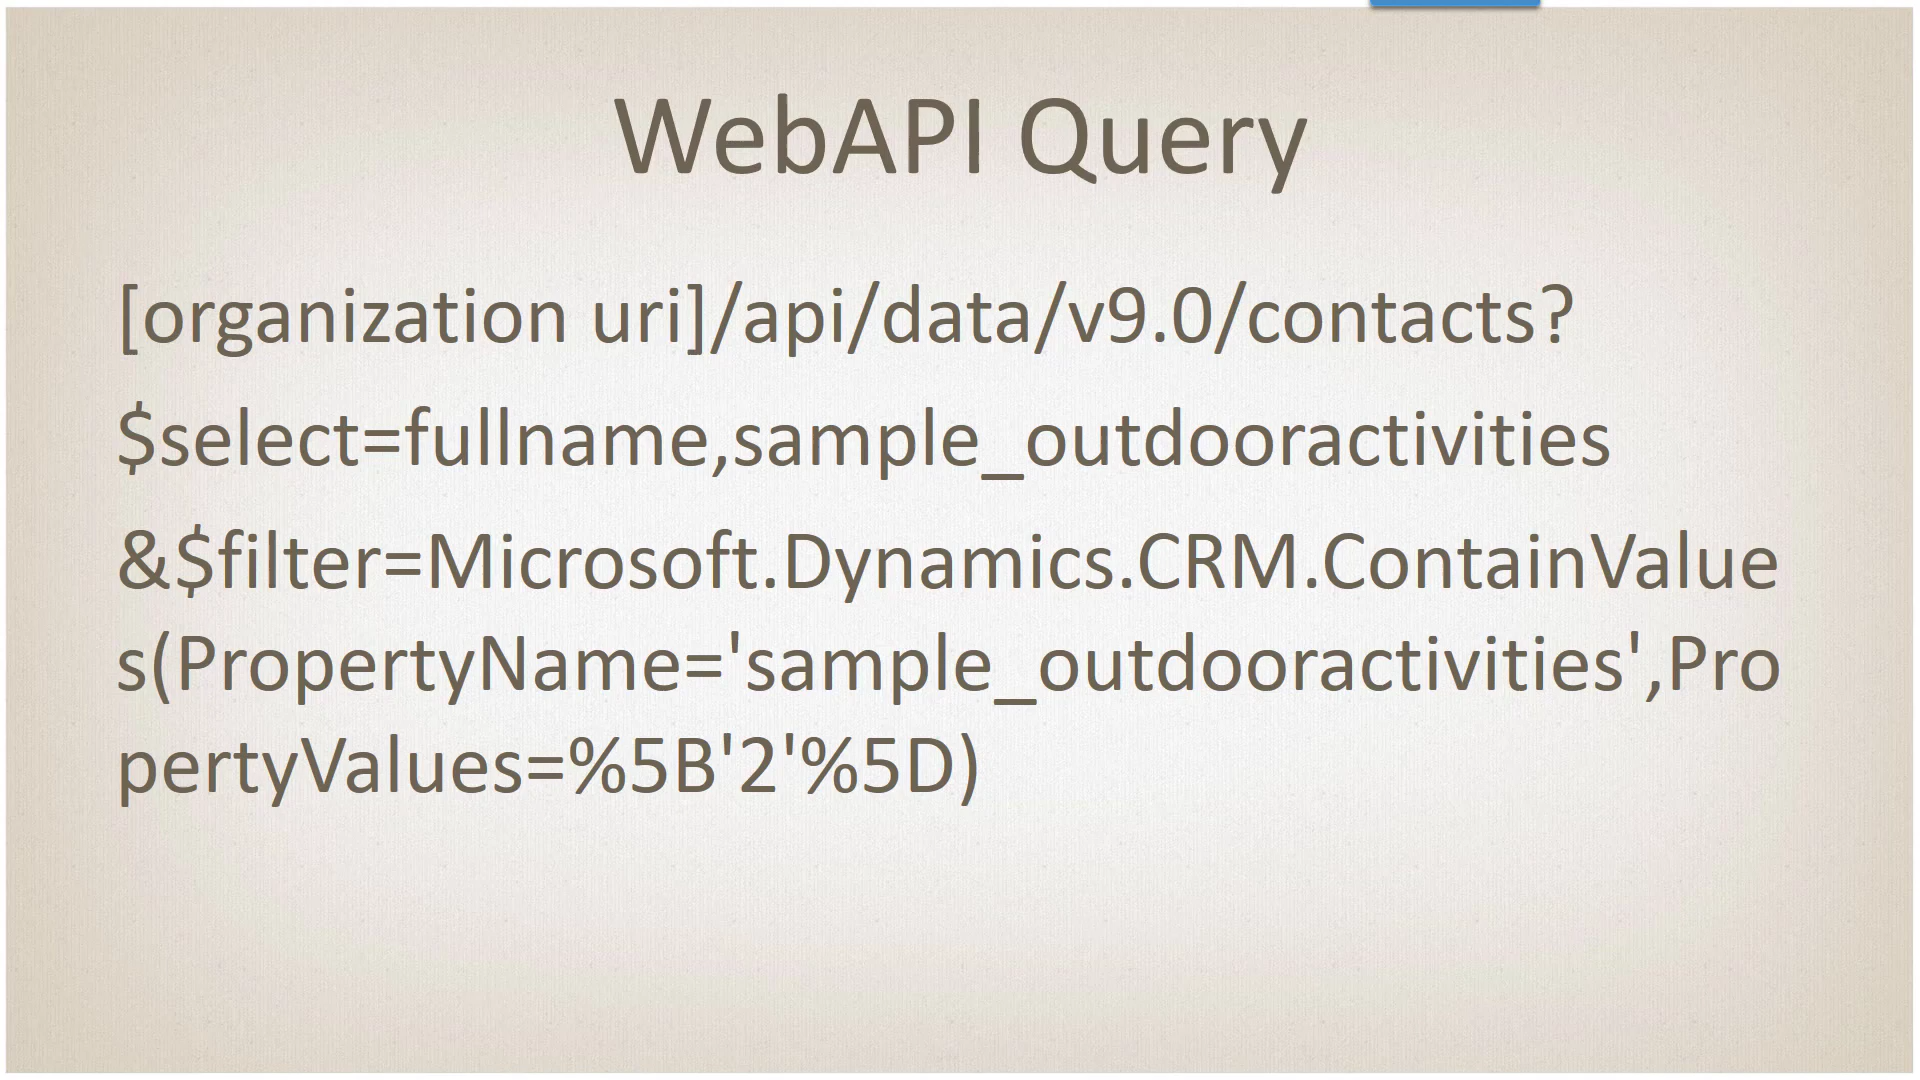 WebAPI Query
[organization uri]/api/data/v9.0/contacts?
$select=fullname,sample_outdooractivities
&$filter=Microsoft.Dynamics.CRM.ContainValue
s(PropertyName='sample_outdooractivities',Pro
pertyValues=%5B'2'%5D)